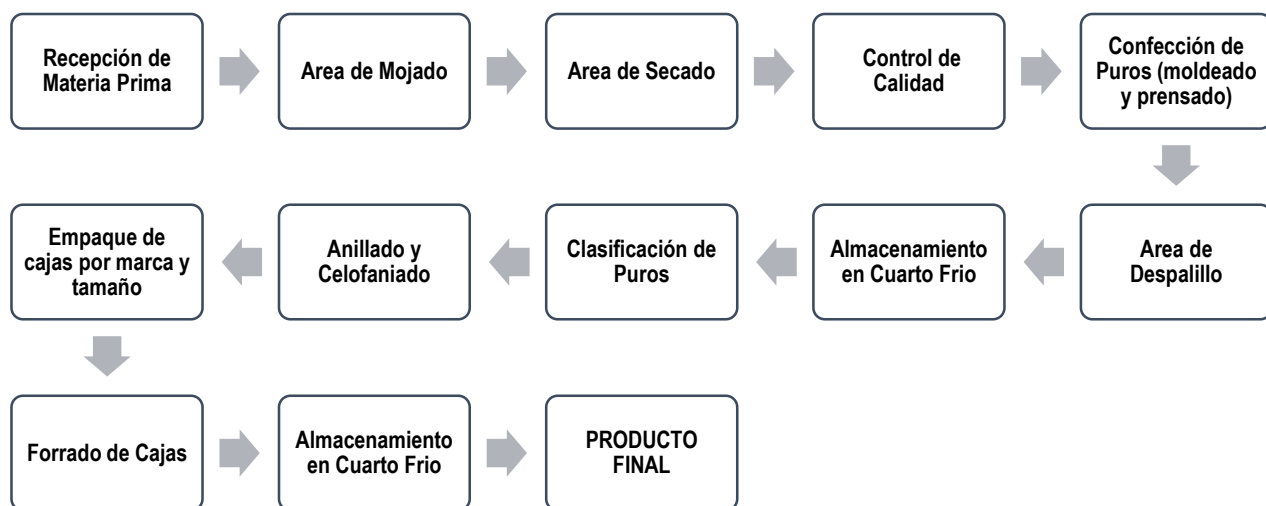 Recepción de
Materia Prima
Area de Mojado
Area de Secado
Control de
Calidad
Confección de
Puros (moldeado
y prensado)
Area de
Despalillo
Almacenamiento
en Cuarto Frio
Clasificación de
Puros
Anillado y
Celofaniado
Empaque de
cajas por marca y
tamaño
Forrado de Cajas
Almacenamiento
en Cuarto Frio
PRODUCTO
FINAL